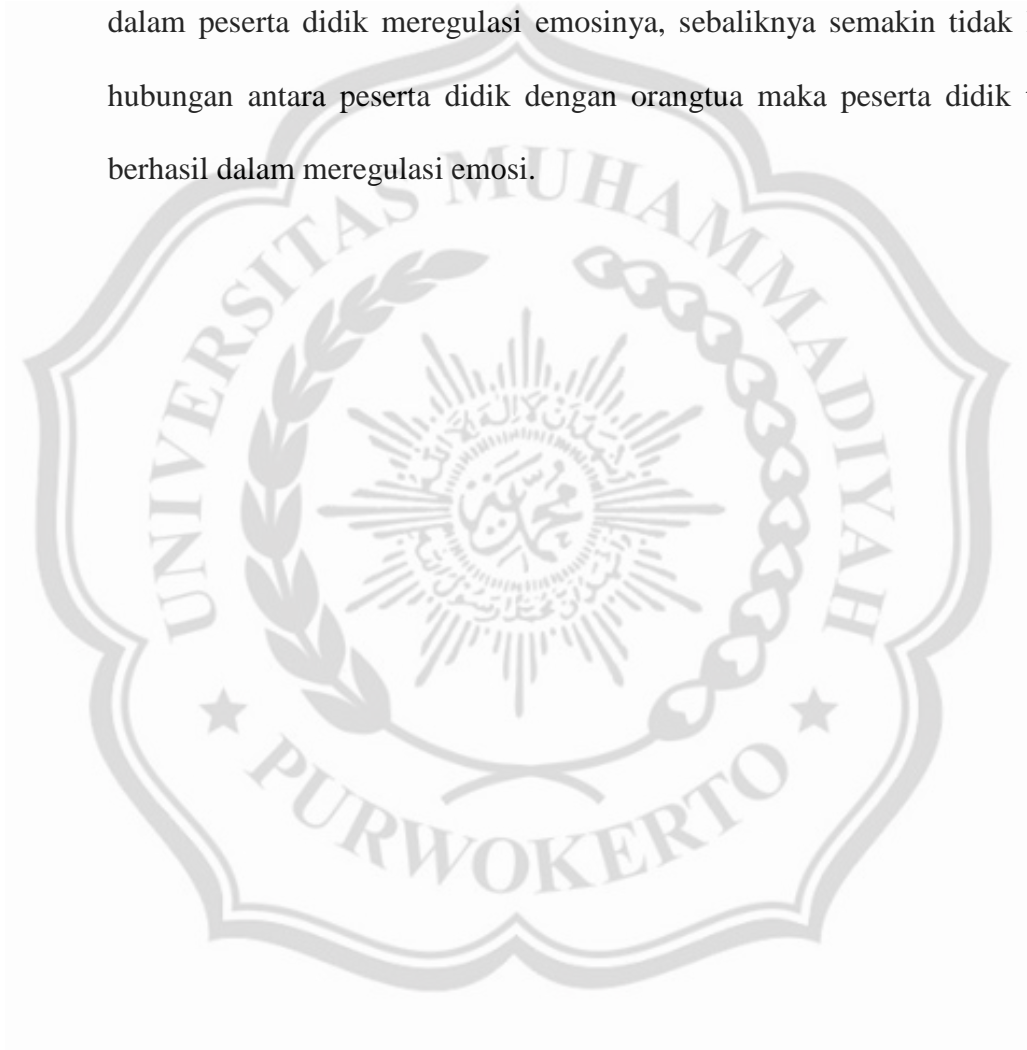 dalam peserta didik meregulasi emosinya, sebaliknya semakin tidak
hubungan antara peserta didik dengan orangtua maka peserta didik
berhasil dalam meregulasi emosi.
UNIVERSITAS MUHAMMADIYAH
PURWOKERTO